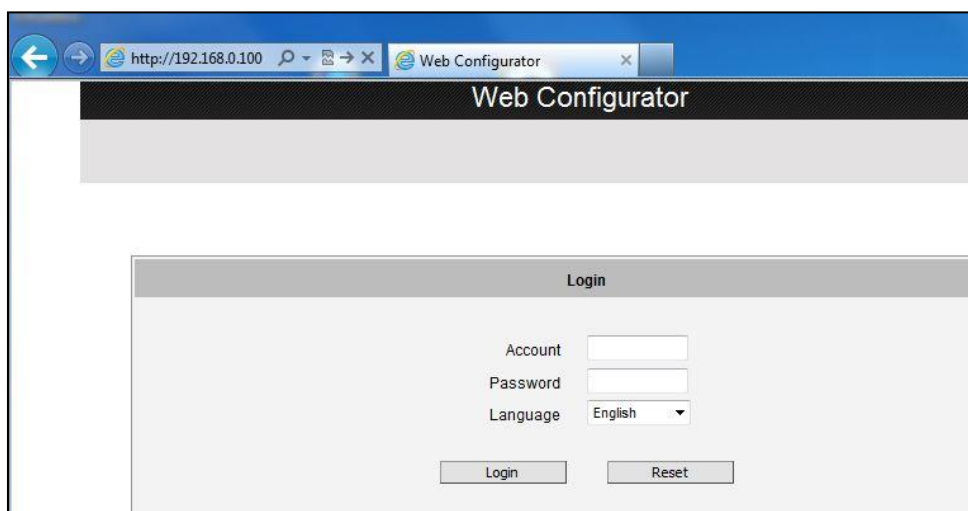 http://192.168.0.100
Web Configurator
Web Configurator
Login
Account
Password
Language English
Login Reset